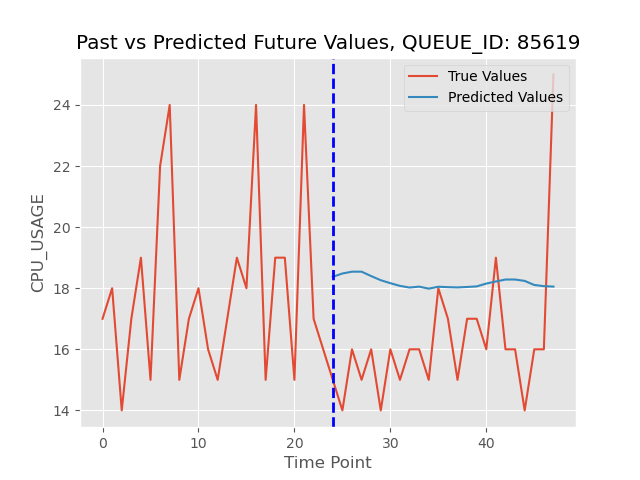 Past vs Predicted Future Values, QUEUE_ID: 85619
True Values
Predicted Values
24
22
20
18
16
14
CPU_USAGE
0
10
20
30
40
Time Point